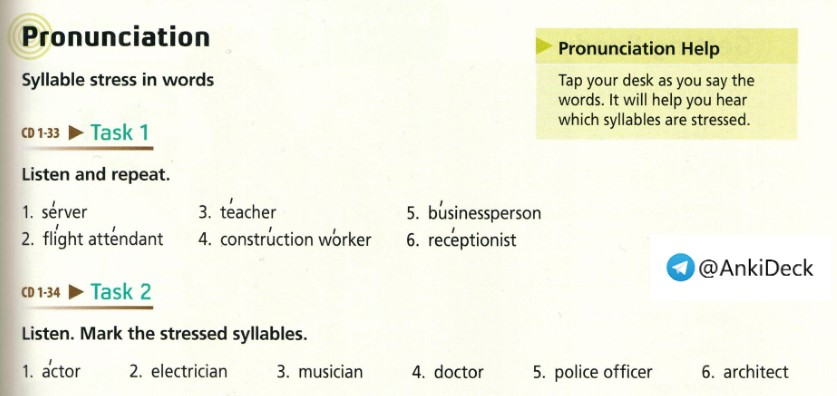 Pronunciation
Syllable stress in words
Pronunciation Help
Tap your desk as you say the
words. It will help you hear
which syllables are stressed.
CD 1-33 ▶ Task 1
Listen and repeat.
1. sérver 3. téacher 5. búsinessperson
2. flíght atténdant 4. constrúction wórker 6. recéptionist
@AnkiDeck
CD 1-34 ▶ Task 2
Listen. Mark the stressed syllables.
1. áctor 2. electrician 3. musician 4. doctor 5. police officer 6. architect